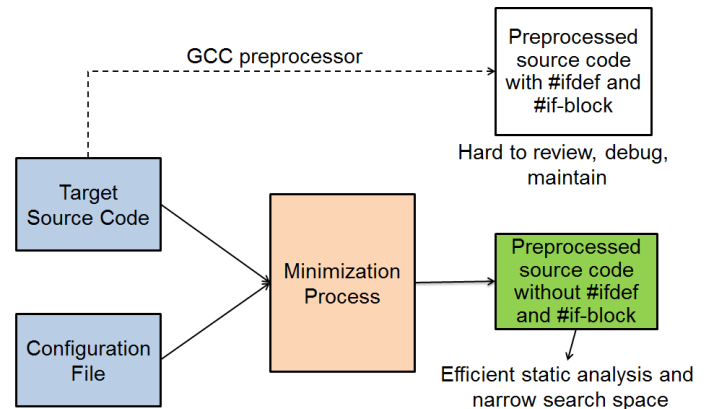 GCC preprocessor
Preprocessed
source code
with #ifdef and
#if-block
Hard to review, debug,
maintain
Target
Source Code
Minimization
Process
Preprocessed
source code
without #ifdef
and #if-block
Configuration
File
Efficient static analysis and
narrow search space